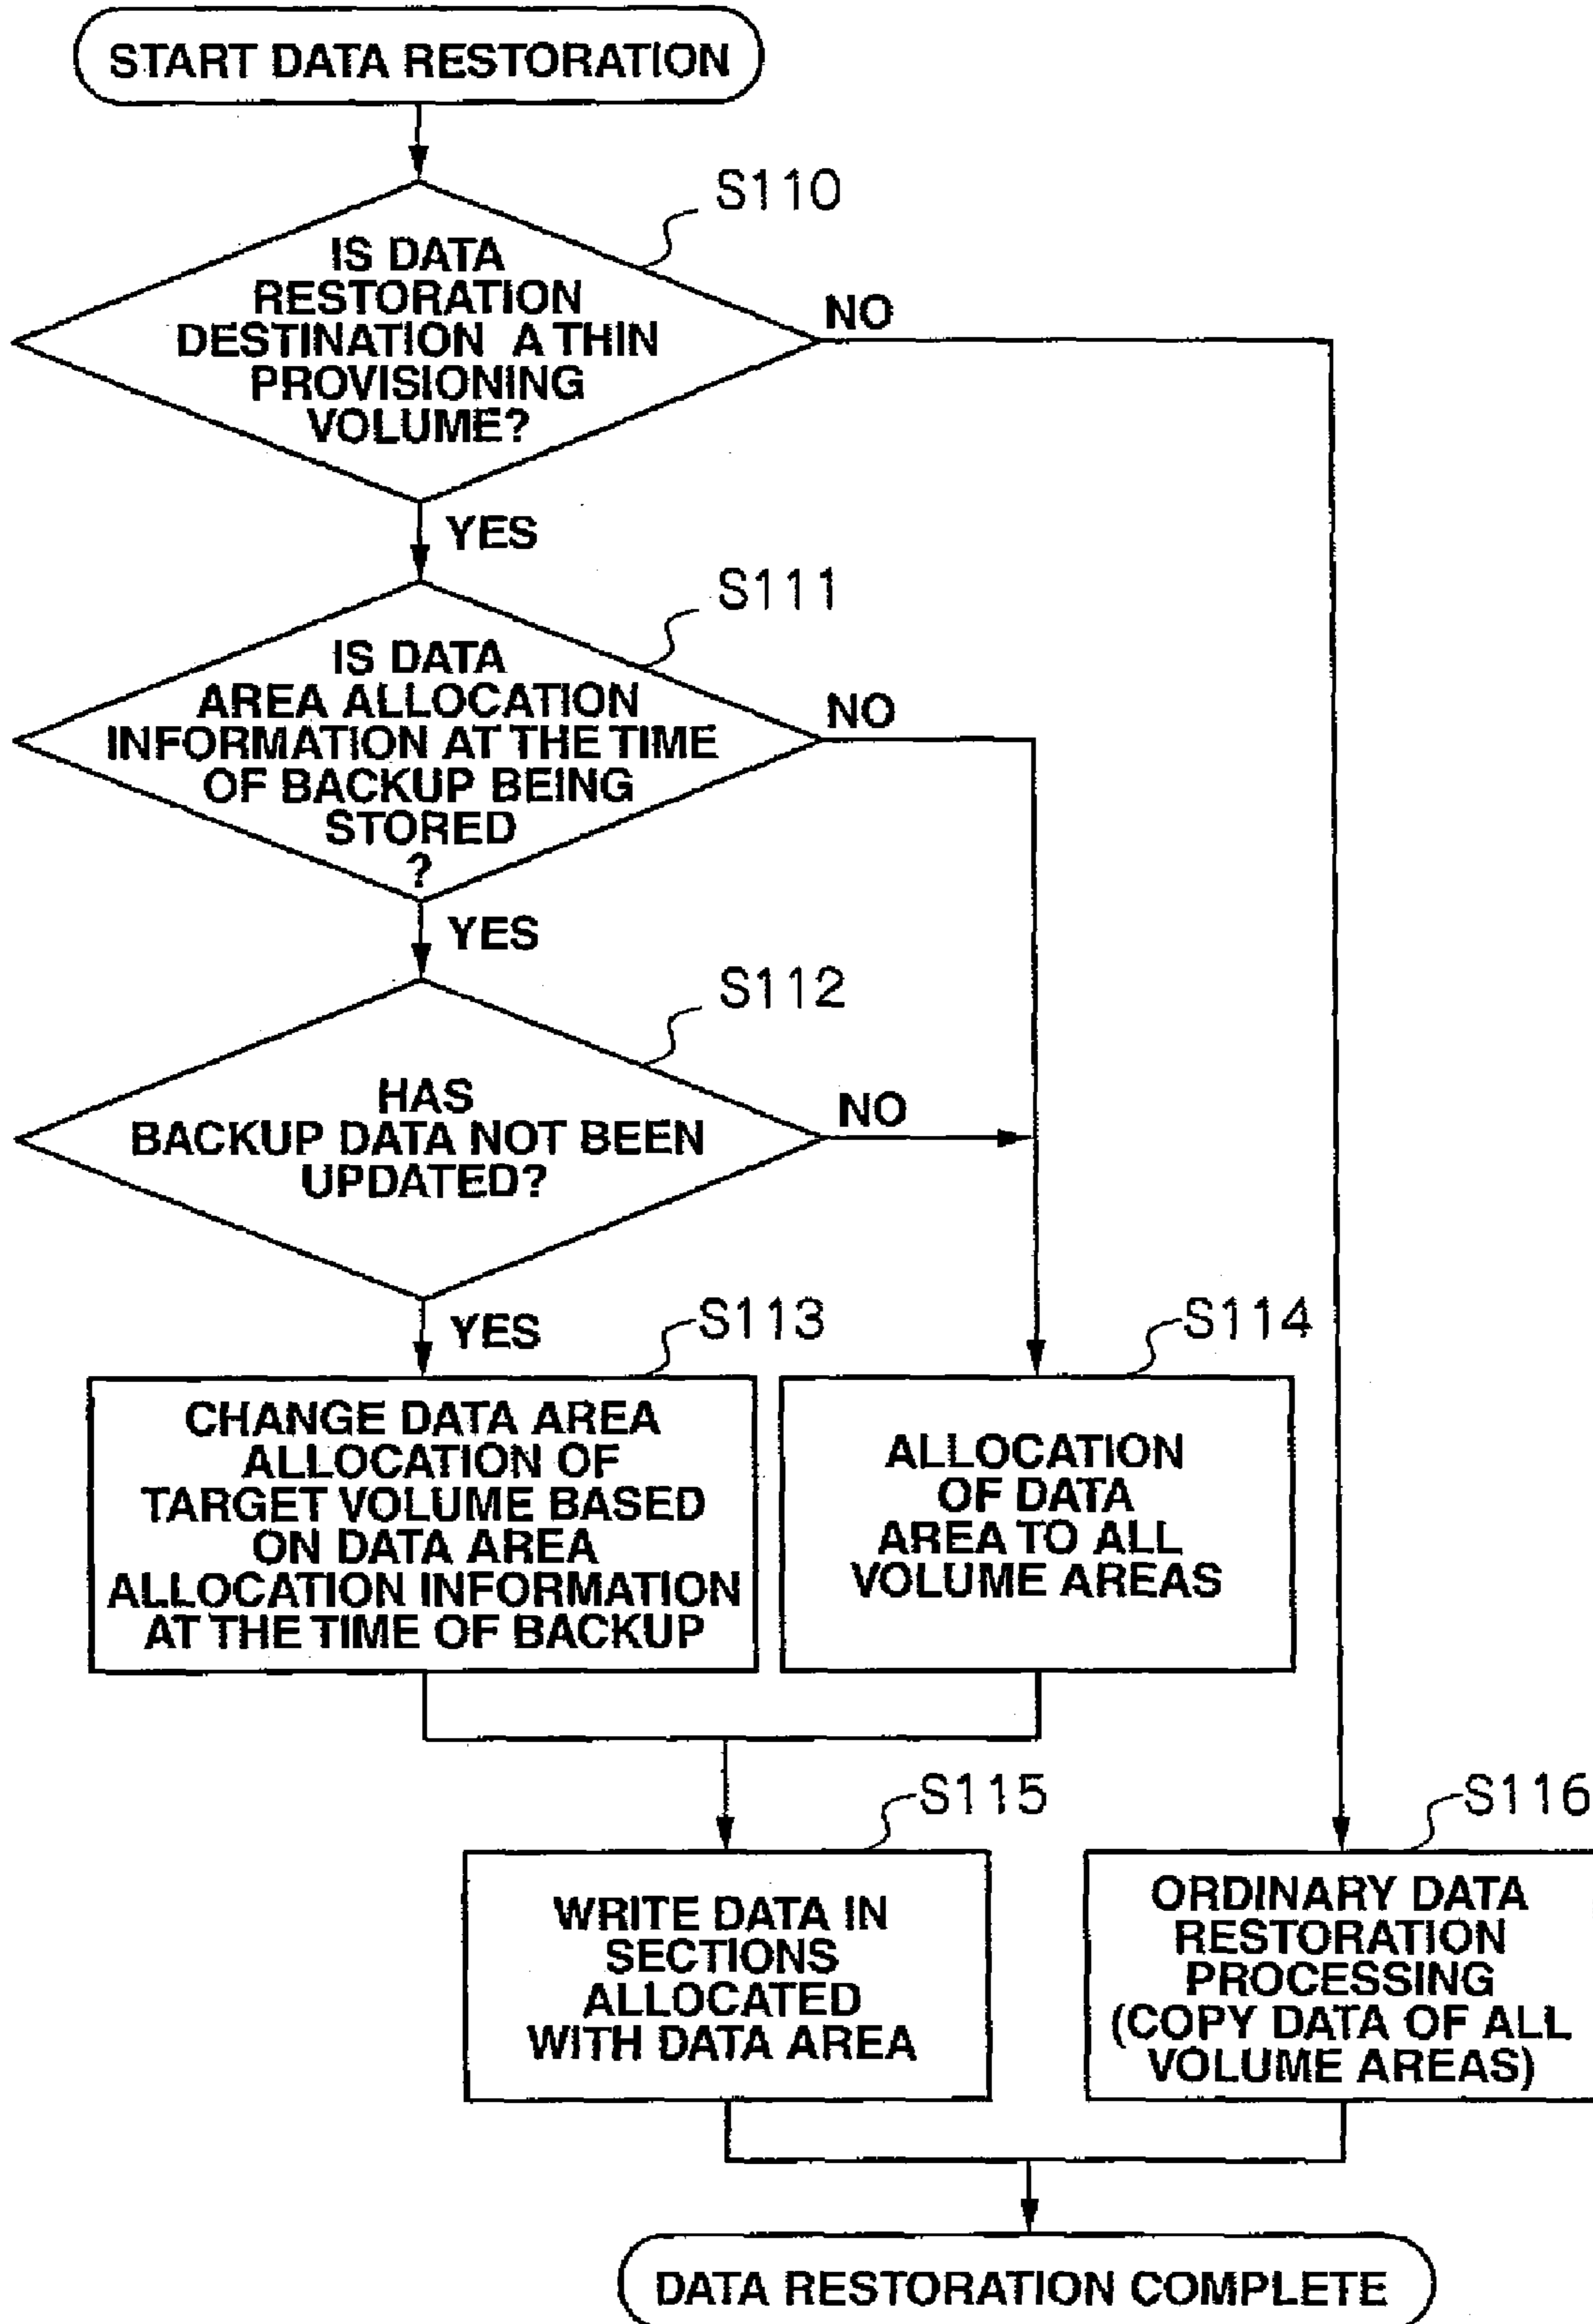 START DATA RESTORATION
S110
IS DATA
RESTORATION
DESTINATION A THIN
PROVISIONING
VOLUME?
NO
YES
S111
IS DATA
AREA ALLOCATION
INFORMATION AT THE TIME
OF BACKUP BEING
STORED
?
NO
YES
S112
HAS
BACKUP DATA NOT BEEN
UPDATED?
NO
YES
S113
CHANGE DATA AREA
ALLOCATION OF
TARGET VOLUME BASED
ON DATA AREA
ALLOCATION INFORMATION
AT THE TIME OF BACKUP
S114
ALLOCATION
OF DATA
AREA TO ALL
VOLUME AREAS
S115
WRITE DATA IN
SECTIONS
ALLOCATED
WITH DATA AREA
S116
ORDINARY DATA
RESTORATION
PROCESSING
(COPY DATA OF ALL
VOLUME AREAS)
DATA RESTORATION COMPLETE